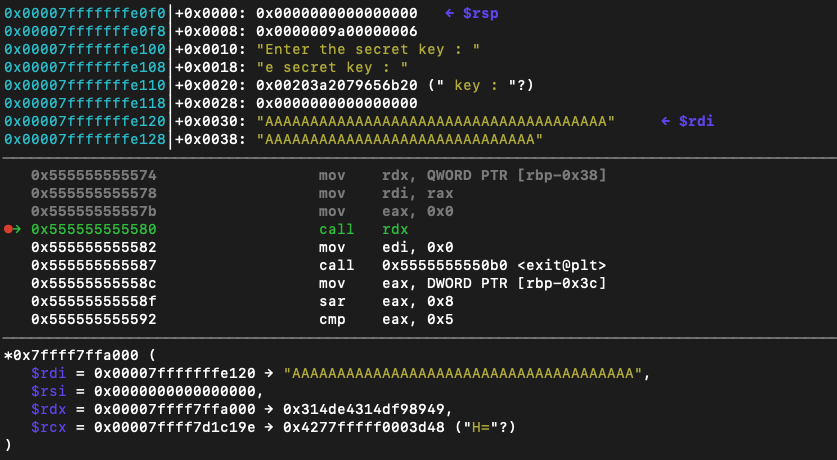 0x00007fffffffe0f0|+0x0000: 0x0000000000000000 ← $rsp
0x00007fffffffe0f8|+0x0008: 0x0000009a00000006
0x00007fffffffe100|+0x0010: "Enter the secret key : "
0x00007fffffffe108|+0x0018: "e secret key : "
0x00007fffffffe110|+0x0020: 0x00203a2079656b20 (" key : "?)
0x00007fffffffe118|+0x0028: 0x0000000000000000
0x00007fffffffe120|+0x0030: "AAAAAAAAAAAAAAAAAAAAAAAAAAAAAAAAAAAAAA" ← $rdi
0x00007fffffffe128|+0x0038: "AAAAAAAAAAAAAAAAAAAAAAAAAAAAAA"
0x555555555574 mov rdx, QWORD PTR [rbp-0x38]
0x555555555578 mov rdi, rax
0x55555555557b mov eax, 0x0
●→ 0x555555555580 call rdx
0x555555555582 mov edi, 0x0
0x555555555587 call 0x5555555550b0 <exit@plt>
0x55555555558c mov eax, DWORD PTR [rbp-0x3c]
0x55555555558f sar eax, 0x8
0x555555555592 cmp eax, 0x5
*0x7ffff7ffa000 (
$rdi = 0x00007fffffffe120 → "AAAAAAAAAAAAAAAAAAAAAAAAAAAAAAAAAAAAAA",
$rsi = 0x0000000000000000,
$rdx = 0x00007ffff7ffa000 → 0x314de4314df98949,
$rcx = 0x00007ffff7d1c19e → 0x4277fffff0003d48 ("H="?)
)